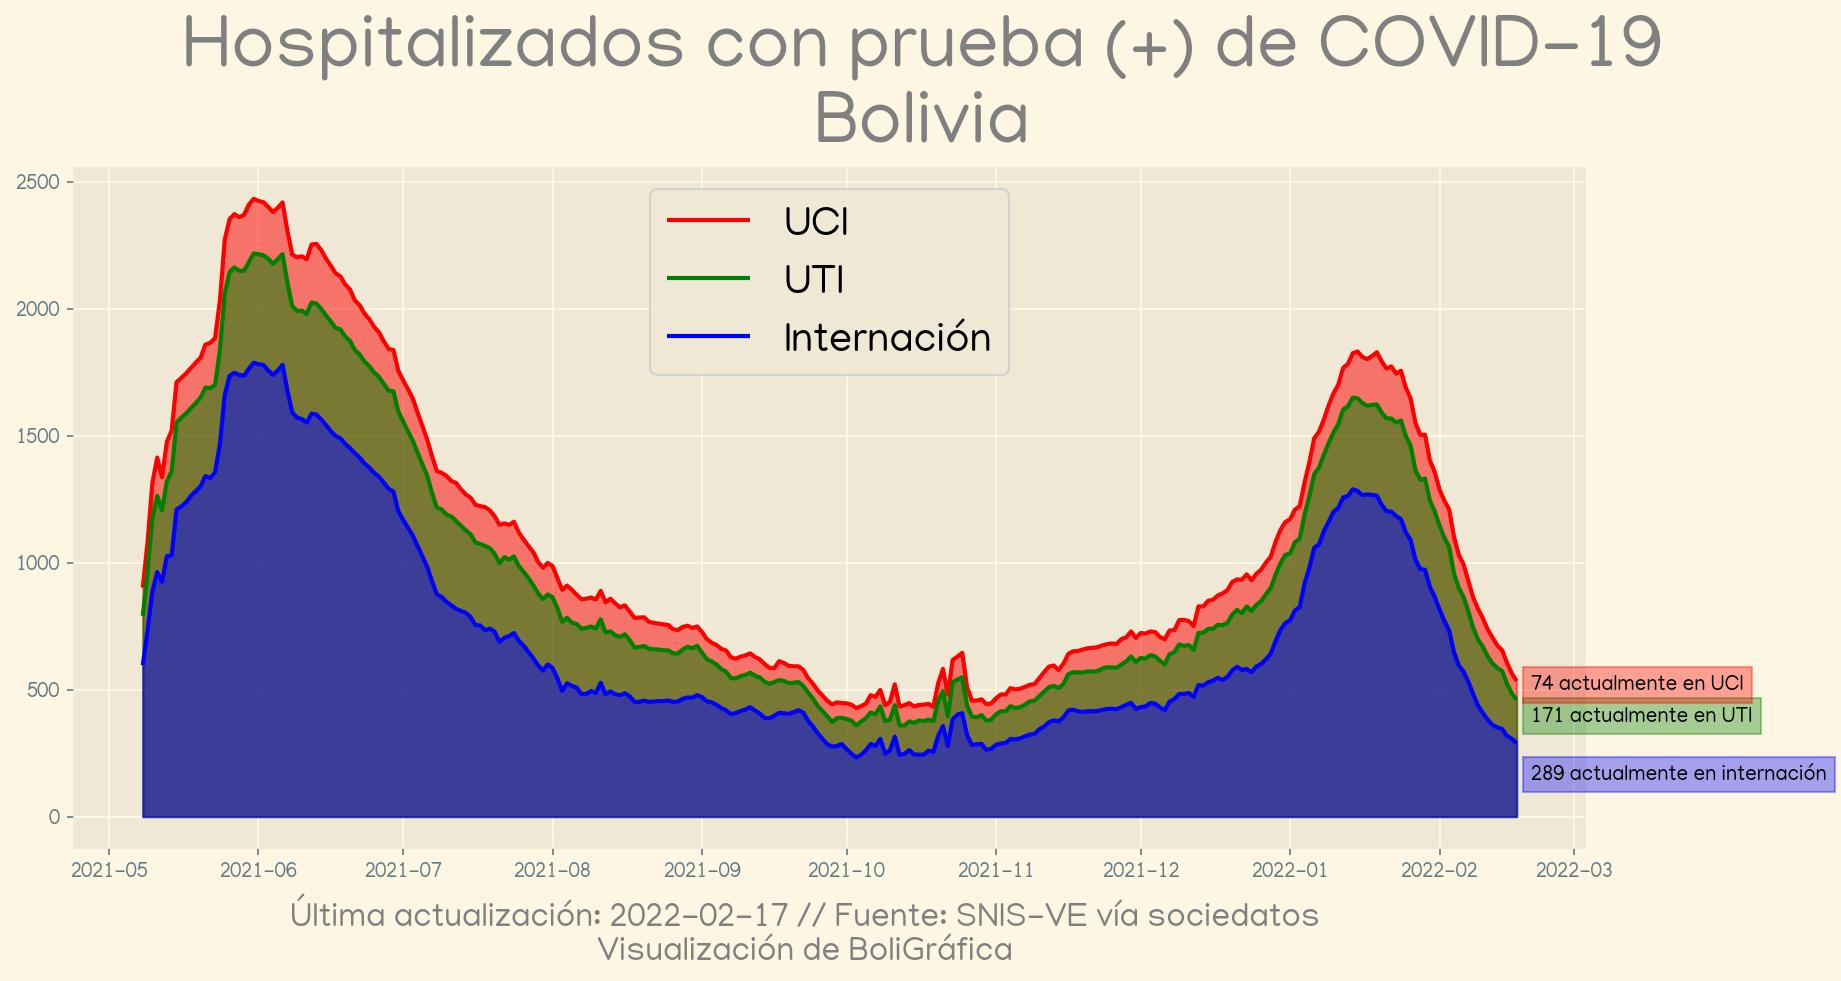 Hospitalizados con prueba (+) de COVID-19
Bolivia
UCI
UTI
Internación
2500
2000
1500
1000
500
0
74 actualmente en UCI
171 actualmente en UTI
289 actualmente en internación
2021-05 2021-06 2021-07 2021-08 2021-09 2021-10 2021-11 2021-12 2022-01 2022-02 2022-03
Última actualización: 2022-02-17 // Fuente: SNIS-VE vía sociedatos
Visualización de BoliGráfica